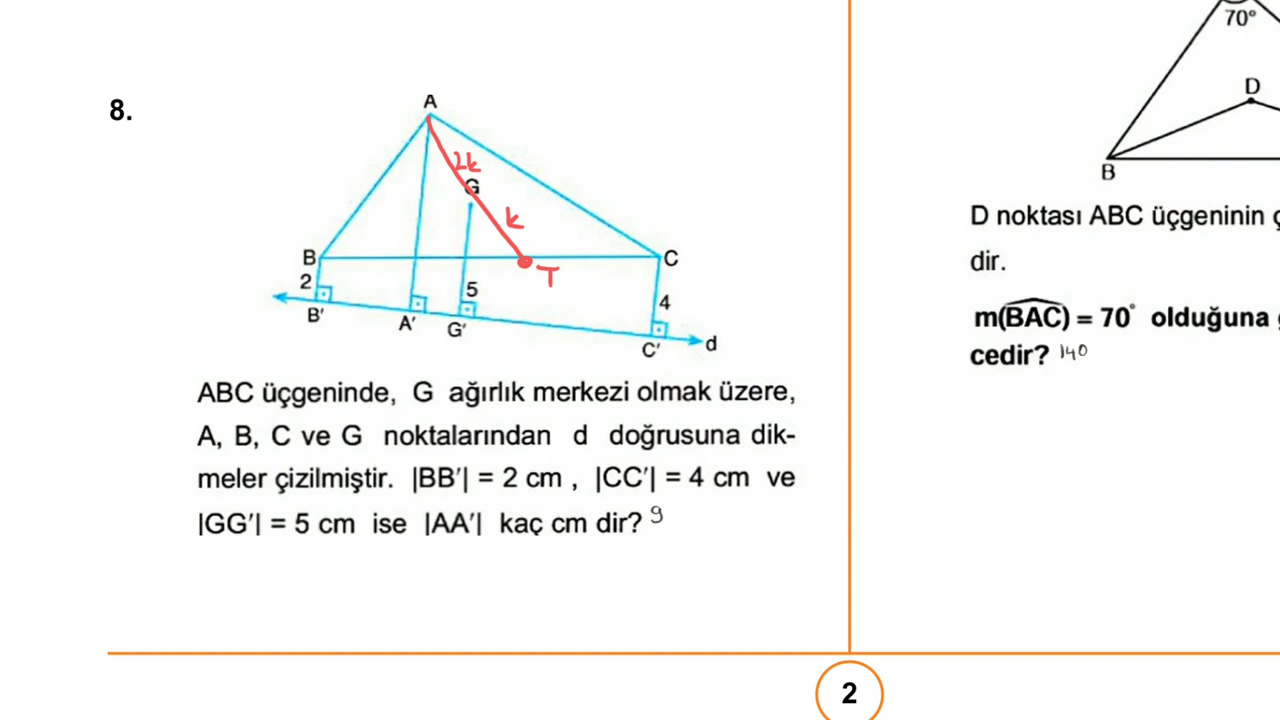 8.
A
2k
G
k
B
C
T
2
5
4
B'
A'
G'
C'
d
ABC üçgeninde, G ağırlık merkezi olmak üzere,
A, B, C ve G noktalarından d doğrusuna dik-
meler çizilmiştir. |BB'| = 2 cm , |CC'| = 4 cm ve
|GG'| = 5 cm ise |AA'| kaç cm dir? 9
70°
D
B
D noktası ABC üçgeninin
dir.
m(BAC) = 70° olduğuna
cedir? 140
2